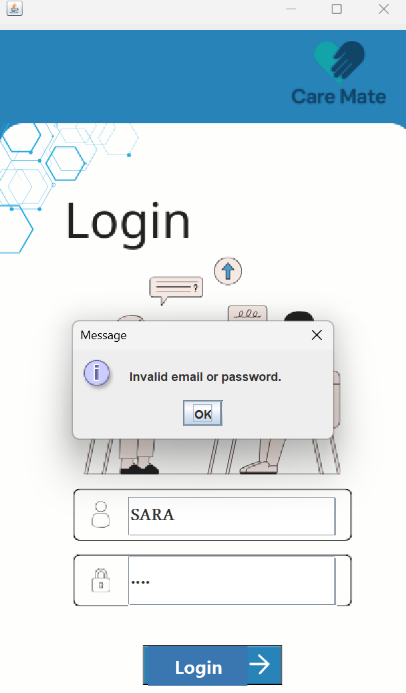 Care Mate
Login
?
Message
Invalid email or password.
OK
SARA
....
Login